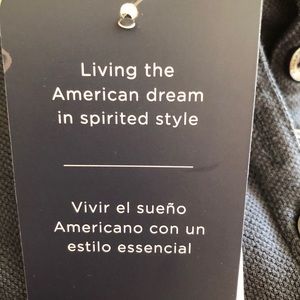 Living the
American dream
in spirited style
Vivir el sueño
Americano con un
estilo essencial